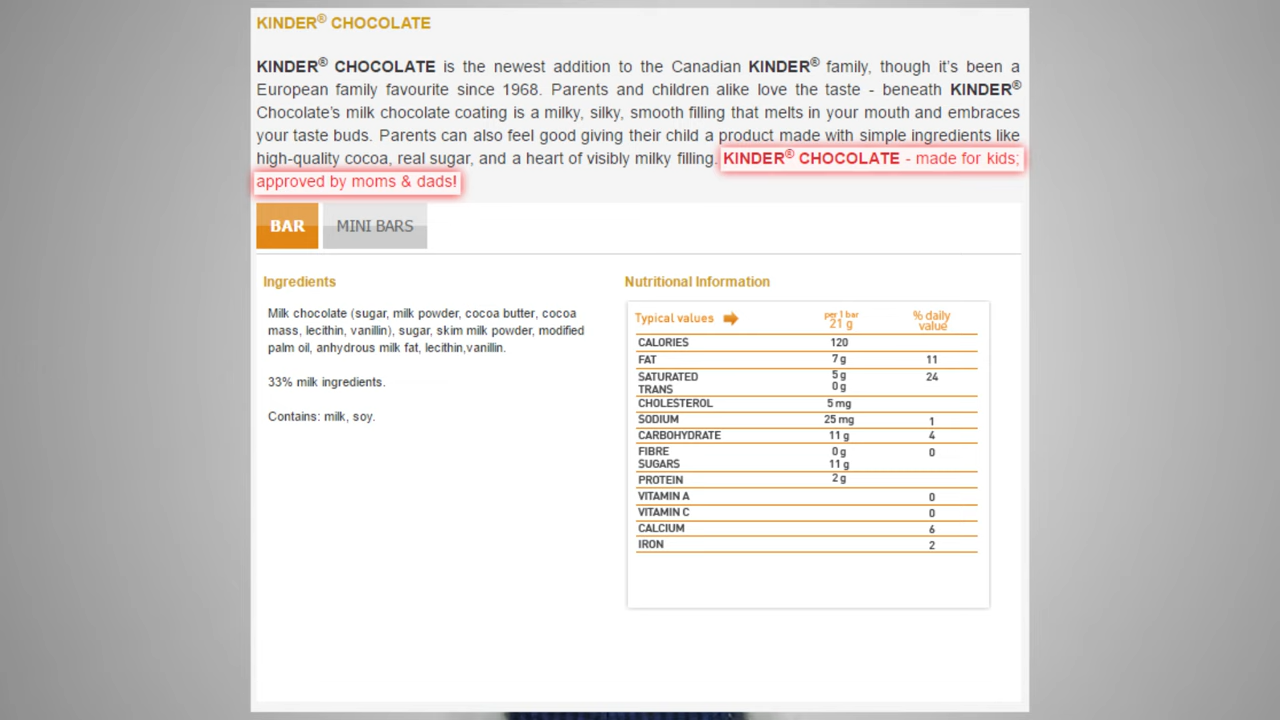 KINDER® CHOCOLATE
KINDER® CHOCOLATE is the newest addition to the Canadian KINDER® family, though it's been a
European family favourite since 1968. Parents and children alike love the taste - beneath KINDER®
Chocolate's milk chocolate coating is a milky, silky, smooth filling that melts in your mouth and embraces
your taste buds. Parents can also feel good giving their child a product made with simple ingredients like
high-quality cocoa, real sugar, and a heart of visibly milky filling. KINDER® CHOCOLATE - made for kids;
approved by moms & dads!
BAR MINI BARS
Ingredients
Milk chocolate (sugar, milk powder, cocoa butter, cocoa
mass, lecithin, vanillin), sugar, skim milk powder, modified
palm oil, anhydrous milk fat, lecithin,vanillin.
33% milk ingredients.
Contains: milk, soy.
Nutritional Information
Typical values per 1 bar 21 g % daily value
CALORIES 120
FAT 7 g 11
SATURATED 5 g 24
TRANS 0 g
CHOLESTEROL 5 mg
SODIUM 25 mg 1
CARBOHYDRATE 11 g 4
FIBRE 0 g 0
SUGARS 11 g
PROTEIN 2 g
VITAMIN A 0
VITAMIN C 0
CALCIUM 6
IRON 2